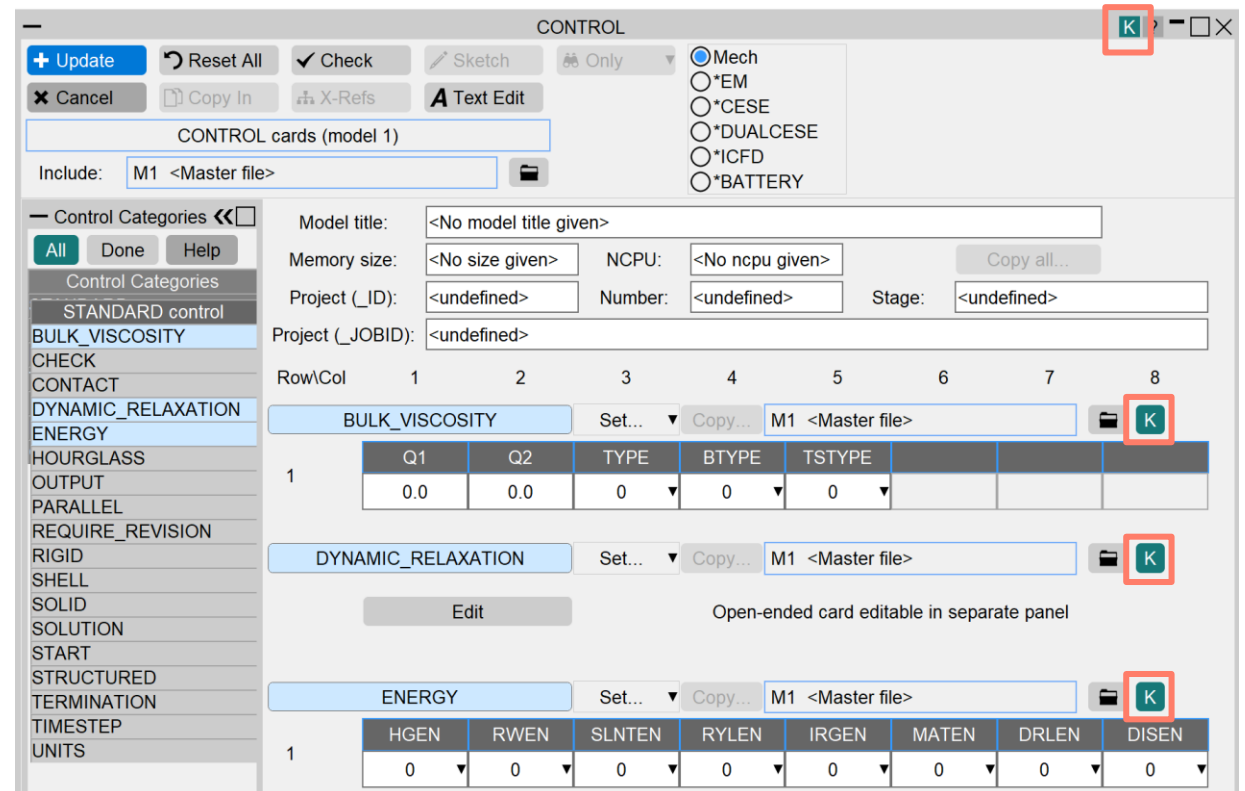 CONTROL
K ?
Update Reset All Check Sketch Only
Cancel Copy In X-Refs A Text Edit
Mech
*EM
*CESE
*DUALCESE
*ICFD
*BATTERY
CONTROL cards (model 1)
Include: M1 <Master file>
Control Categories
All Done Help
Control Categories
STANDARD control
BULK_VISCOSITY
CHECK
CONTACT
DYNAMIC_RELAXATION
ENERGY
HOURGLASS
OUTPUT
PARALLEL
REQUIRE_REVISION
RIGID
SHELL
SOLID
SOLUTION
START
STRUCTURED
TERMINATION
TIMESTEP
UNITS
Model title: <No model title given>
Memory size: <No size given> NCPU: <No ncpu given> Copy all...
Project (_ID): <undefined> Number: <undefined> Stage: <undefined>
Project (_JOBID): <undefined>
Row\Col 1 2 3 4 5 6 7 8
BULK_VISCOSITY Set... Copy... M1 <Master file> K
Q1 Q2 TYPE BTYPE TSTYPE
1 0.0 0.0 0 0 0
DYNAMIC_RELAXATION Set... Copy... M1 <Master file> K
Edit Open-ended card editable in separate panel
ENERGY Set... Copy... M1 <Master file> K
HGEN RWEN SLNTEN RYLEN IRGEN MATEN DRLEN DISEN
1 0 0 0 0 0 0 0 0